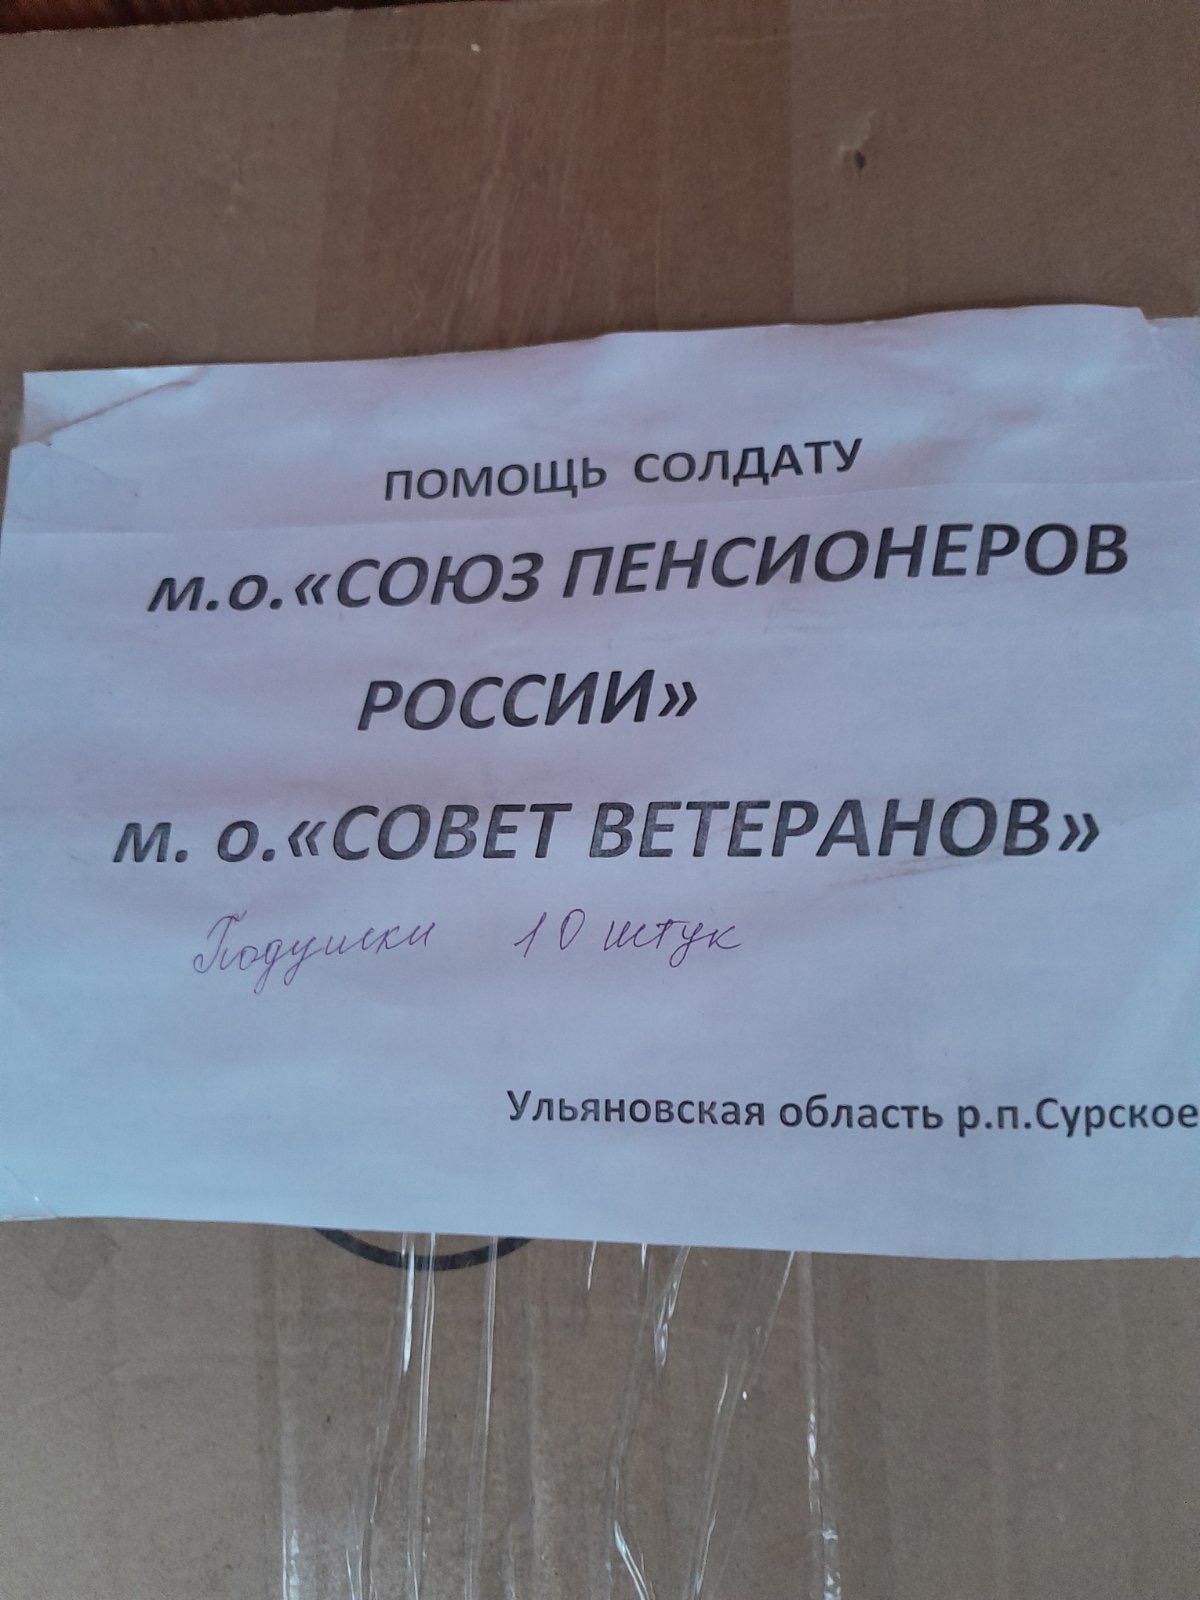 ПОМОЩЬ СОЛДАТУ
м.о.«СОЮЗ ПЕНСИОНЕРОВ
РОССИИ»
м. о.«СОВЕТ ВЕТЕРАНОВ»
Подушки 10 штук
Ульяновская область р.п.Сурское